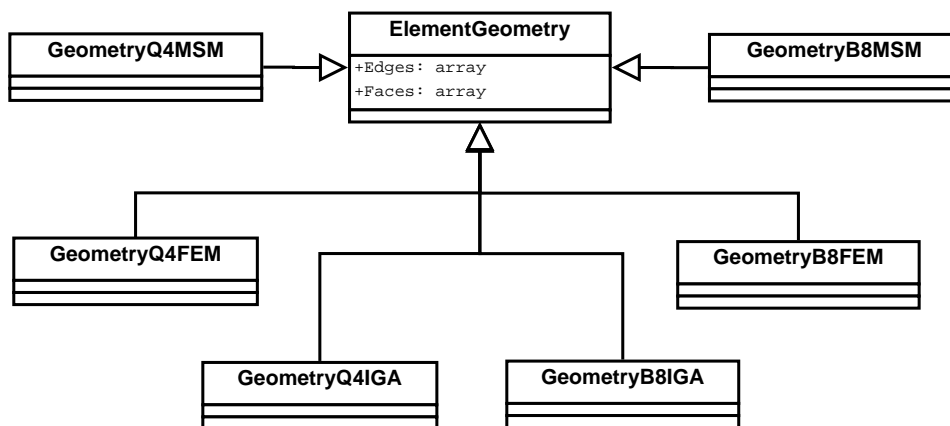 ElementGeometry
+Edges: array
+Faces: array
GeometryQ4MSM
GeometryB8MSM
GeometryQ4FEM
GeometryB8FEM
GeometryQ4IGA
GeometryB8IGA